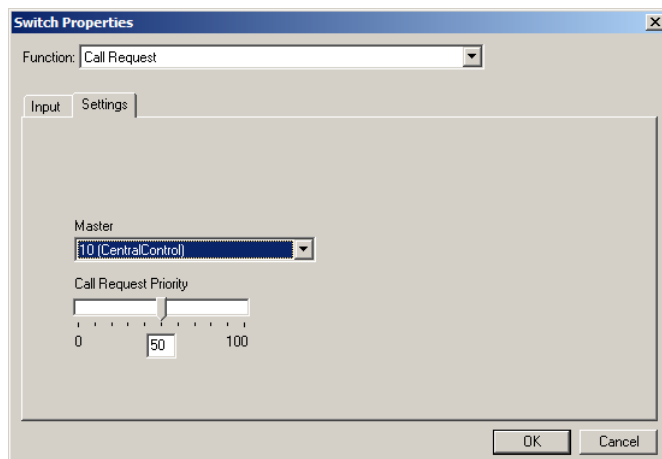 Switch Properties
Function: Call Request
Input Settings
Master
10 (CentralControl)
Call Request Priority
0 50 100
OK Cancel